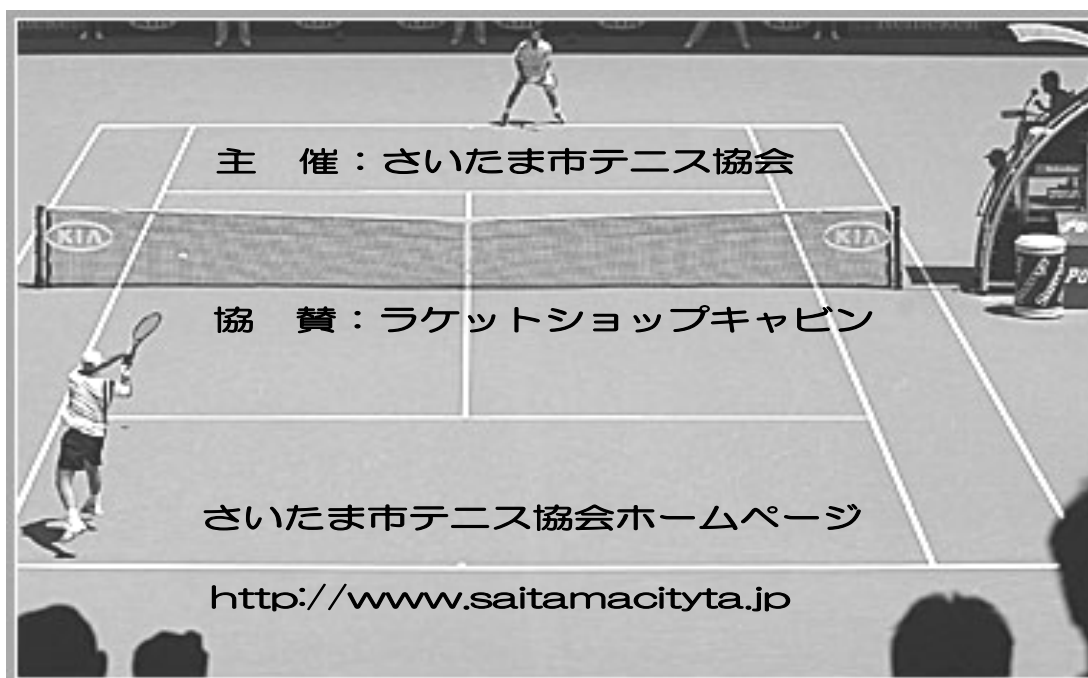 主　催：さいたま市テニス協会
KIA KIA
協　賛：ラケットショップキャビン
さいたま市テニス協会ホームページ
http://www.saitamacityta.jp